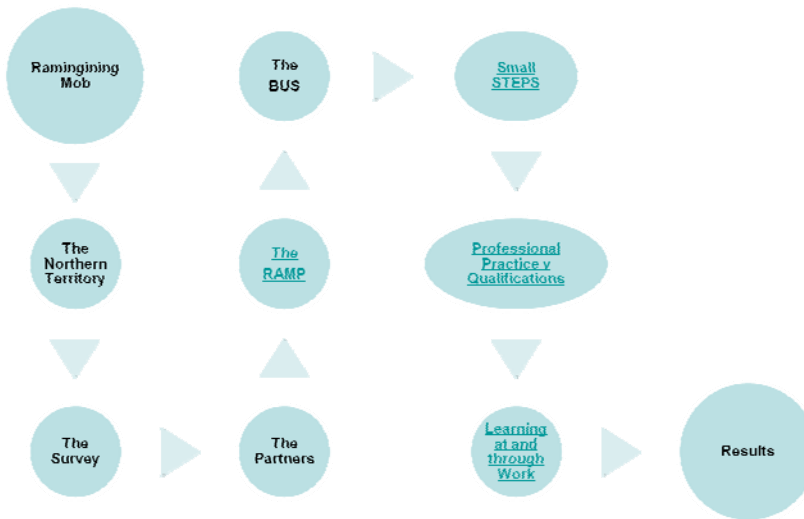 Ramingining
Mob
The
Northern
Territory
The
Survey
The
Partners
The
RAMP
The
BUS
Small
STEPS
Professional
Practice v
Qualifications
Learning
at and
through
Work
Results